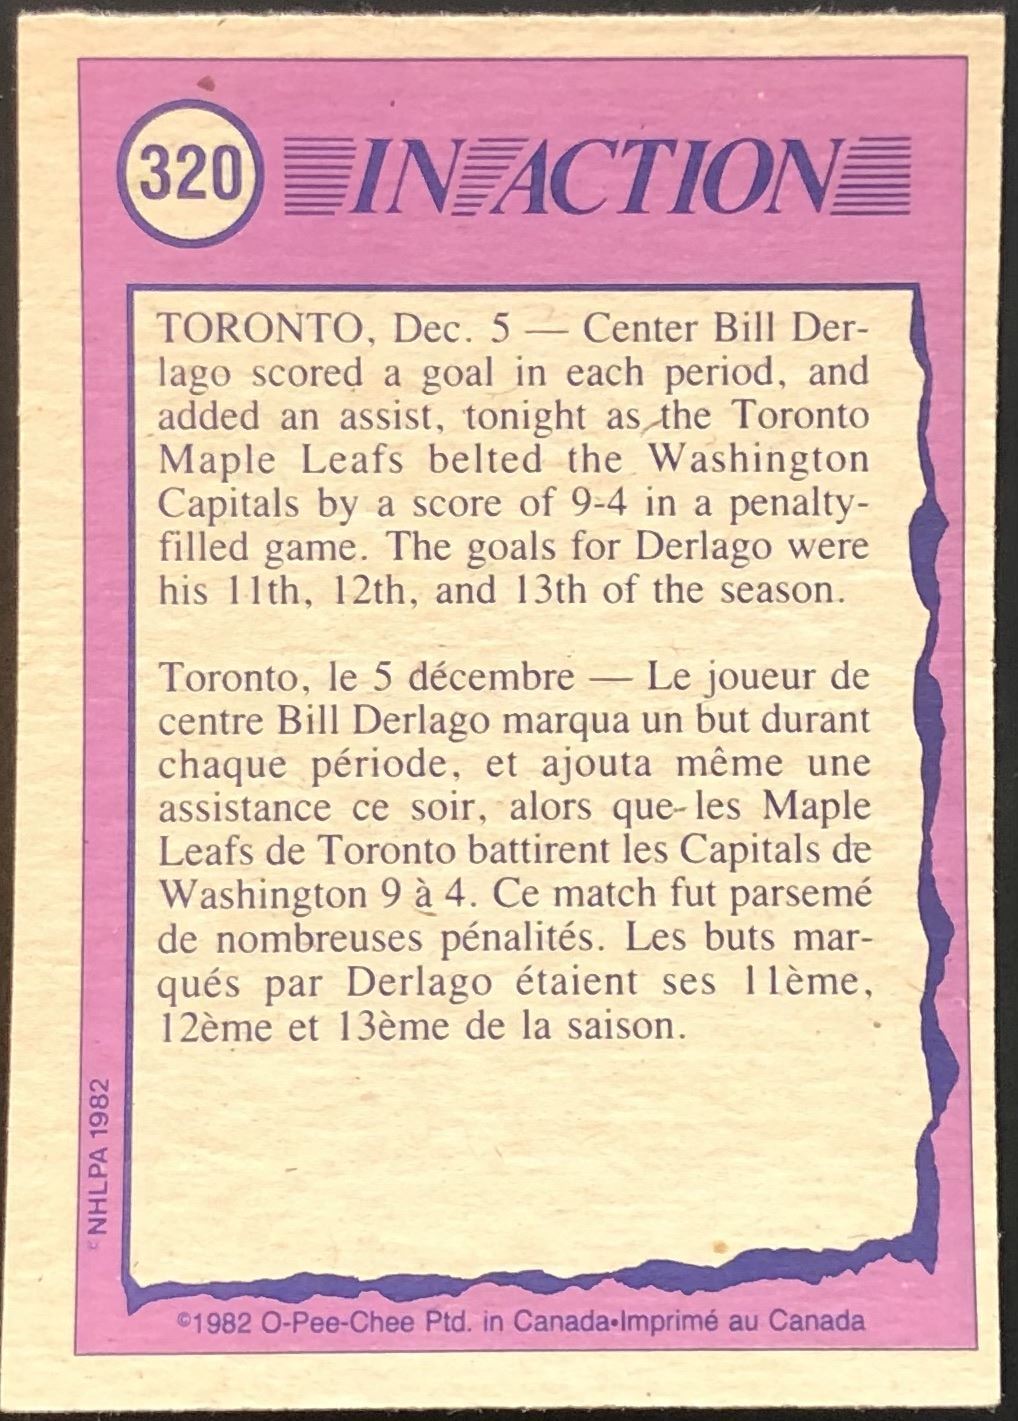 320 IN ACTION
TORONTO, Dec. 5 — Center Bill Der-
lago scored a goal in each period, and
added an assist, tonight as the Toronto
Maple Leafs belted the Washington
Capitals by a score of 9-4 in a penalty-
filled game. The goals for Derlago were
his 11th, 12th, and 13th of the season.
Toronto, le 5 décembre — Le joueur de
centre Bill Derlago marqua un but durant
chaque période, et ajouta même une
assistance ce soir, alors que les Maple
Leafs de Toronto battirent les Capitals de
Washington 9 à 4. Ce match fut parsemé
de nombreuses pénalités. Les buts mar-
qués par Derlago étaient ses 11ème,
12ème et 13ème de la saison.
©NHLPA 1982
©1982 O-Pee-Chee Ptd. in Canada•Imprimé au Canada